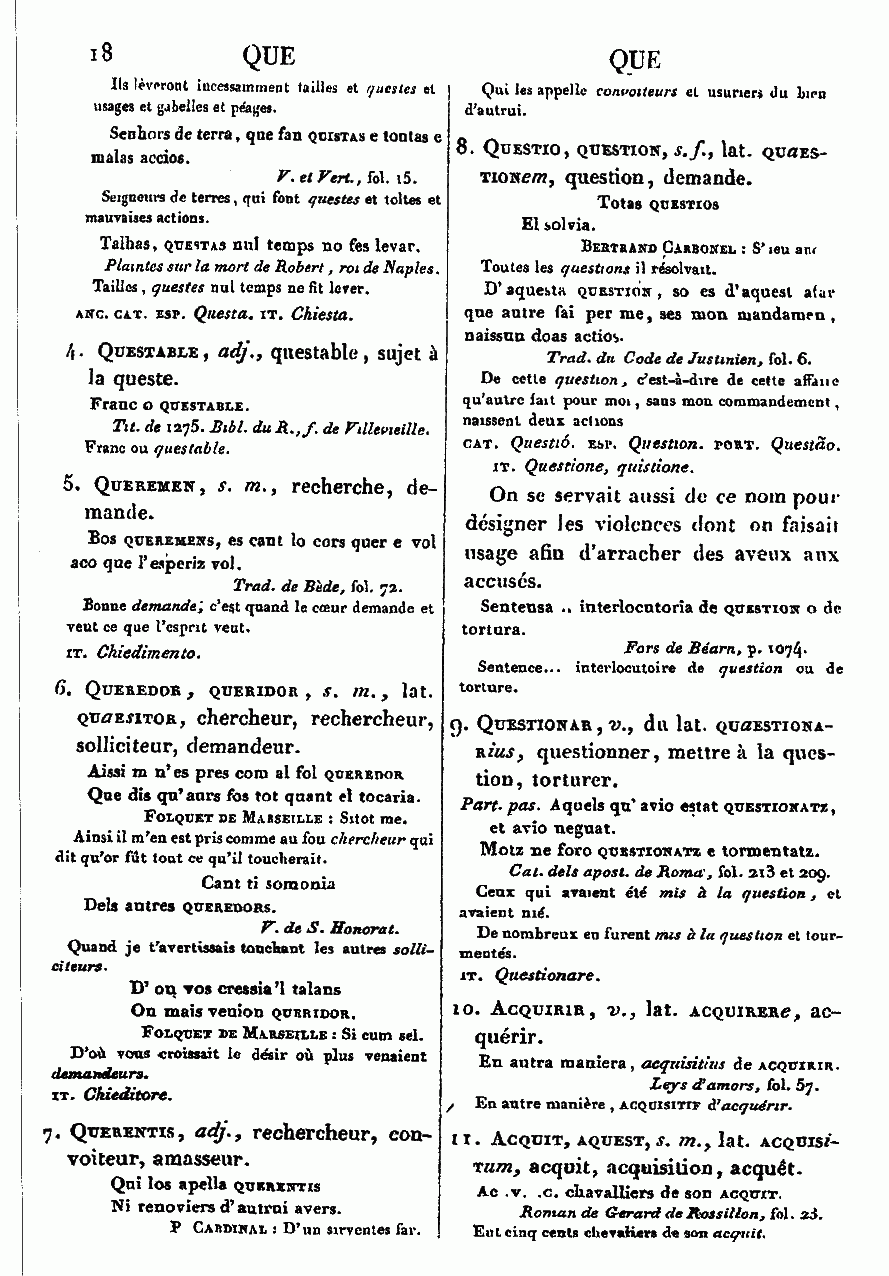 18 QUE QUE
Ils lèveront incessamment tailles et questes et
usages et gabelles et péages.
Senhors de terra, que fan QUISTAS e toutas e
malas accios.
V. et Vert., fol. 15.
Seigneurs de terres, qui font questes et toltes et
mauvaises actions.
Talhas, QUESTAS nul temps no fes levar.
Plaintes sur la mort de Robert, roi de Naples.
Tailles, questes nul temps ne fit lever.
ANC. CAT. ESP. Questa. IT. Chiesta.
4. QUESTABLE, adj., questable, sujet à
la queste.
Franc o QUESTABLE.
Tit. de 1275. Bibl. du R., f. de Villevieille.
Franc ou questable.
5. QUEREMEN, s. m., recherche, de-
mande.
Bos QUEREMENS, es cant lo cors quer e vol
aco que l'esperiz vol.
Trad. de Bède, fol. 72.
Bonne demande; c'est quand le cœur demande et
veut ce que l'esprit veut.
IT. Chiedimento.
6. QUEREDOR, QUERIDOR, s. m., lat.
QUAESITOR, chercheur, rechercheur,
solliciteur, demandeur.
Aissi m n'es pres com al fol QUEREDOR
Que dis qu'aurs fos tot quant el tocaria.
FOLQUET DE MARSEILLE : Sitot me.
Ainsi il m'en est pris comme au fou chercheur qui
dit qu'or fût tout ce qu'il toucherait.
Cant ti somonia
Dels autres QUEREDORS.
V. de S. Honorat.
Quand je t'avertissais touchant les autres solli-
citeurs.
D'on vos cressia'l talans
On mais venion QUERRIDOR.
FOLQUET DE MARSEILLE : Si cum sel.
D'où vous croissait le désir où plus venaient
demandeurs.
IT. Chieditore.
7. QUERENTIS, adj., rechercheur, con-
voiteur, amasseur.
Qui los apella QUERENTIS
Ni renoviers d'autrui avers.
P CARDINAL : D'un sirventes far.
Qui les appelle convoiteurs et usuriers du bien
d'autrui.
8. QUESTIO, QUESTION, s. f., lat. QUAES-
TIONem, question, demande.
Totas QUESTIOS
El solvia.
BERTRAND CARBONEL : S'ieu anc
Toutes les questions il résolvait.
D'aquesta QUESTION, so es d'aquest afar
que autre fai per me, ses mon mandamen,
naissun doas actios.
Trad. du Code de Justinien, fol. 6.
De cette question, c'est-à-dire de cette affaire
qu'autre fait pour moi, sans mon commandement,
naissent deux actions
CAT. Questió. ESP. Question. PORT. Questão.
IT. Questione, quistione.
On se servait aussi de ce nom pour
désigner les violences dont on faisait
usage afin d'arracher des aveux aux
accusés.
Sentensa .. interlocutoria de QUESTION o de
tortura.
Fors de Béarn, p. 1074.
Sentence... interlocutoire de question ou de
torture.
9. QUESTIONAR, v., du lat. QUAESTIONA-
Rius, questionner, mettre à la ques-
tion, torturer.
Part. pas. Aquels qu'avio estat QUESTIONATZ,
et avio neguat.
Motz ne foro QUESTIONATZ e tormentatz.
Cat. dels apost. de Roma, fol. 213 et 209.
Ceux qui avaient été mis à la question, et
avaient nié.
De nombreux en furent mis à la question et tour-
mentés.
IT. Questionare.
10. ACQUIRIR, v., lat. ACQUIRERe, ac-
quérir.
En autra maniera, acquisitius de ACQUIRIR.
Leys d'amors, fol. 57.
En autre manière, ACQUISITIF d'acquérir.
11. ACQUIT, AQUEST, s. m., lat. ACQUISi-
Tum, acquit, acquisition, acquêt.
Ac .v. .c. chavalliers de son ACQUIT.
Roman de Gerard de Rossillon, fol. 23.
Eut cinq cents chevaliers de son acquit.